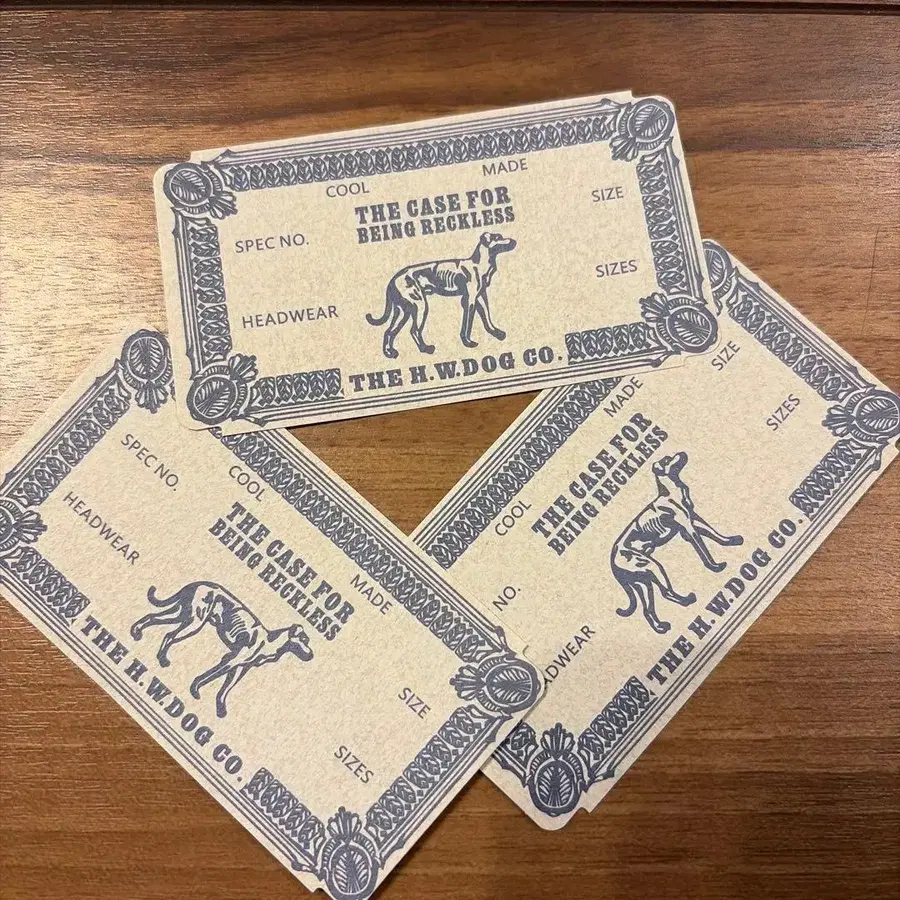 COOL MADE
THE CASE FOR
BEING RECKLESS
SIZE
SPEC NO.
SIZES
HEADWEAR
THE H.W.DOG CO.
SPEC NO.
COOL
HEADWEAR
THE CASE FOR
BEING RECKLESS
MADE
THE H.W.DOG CO.
SIZE
SIZES
MADE
SIZE
COOL
THE CASE FOR
BEING RECKLESS
SIZES
NO.
ADWEAR
THE H.W.DOG CO.